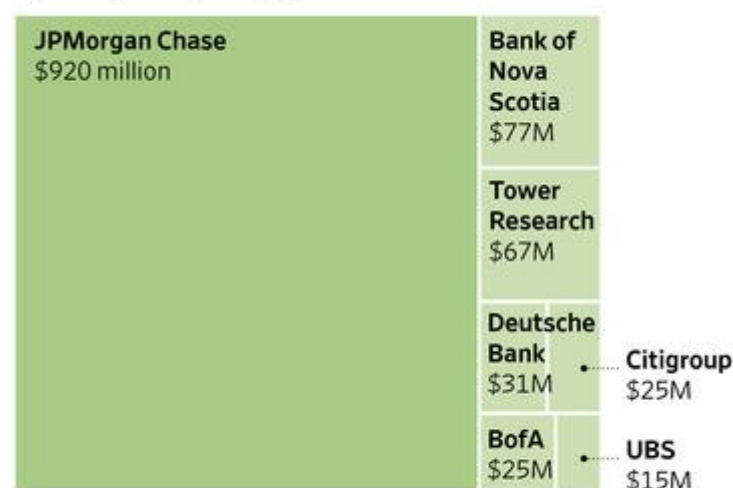 JPMorgan Chase
$920 million
Bank of
Nova
Scotia
$77M
Tower
Research
$67M
Deutsche
Bank
$31M
Citigroup
$25M
BofA
$25M
UBS
$15M